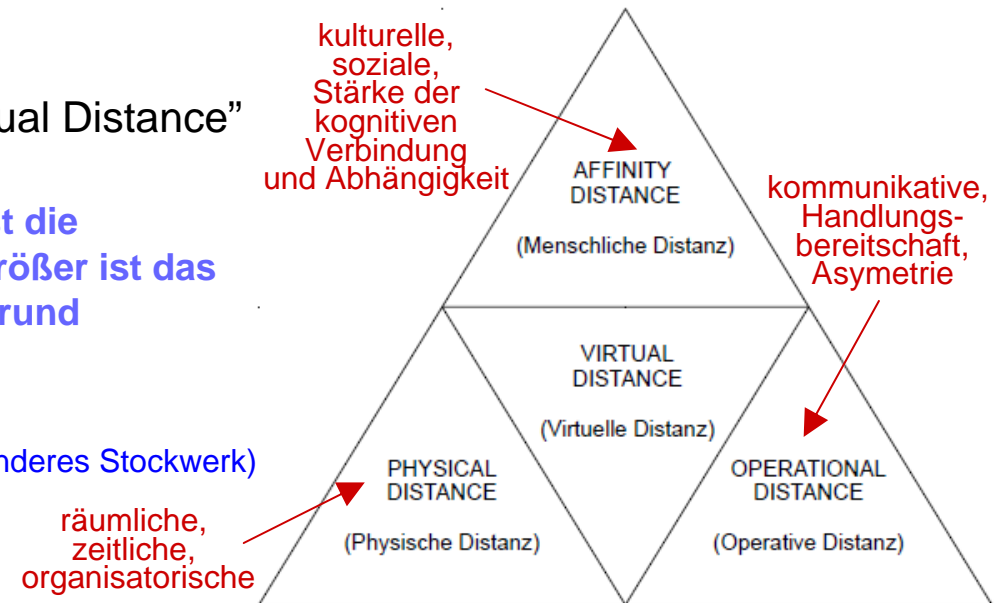 ual Distance”
t die
rößer ist das
rund
nderes Stockwerk)
kulturelle,
soziale,
Stärke der
kognitiven
Verbindung
und Abhängigkeit
AFFINITY
DISTANCE
(Menschliche Distanz)
kommunikative,
Handlungs-
bereitschaft,
Asymetrie
VIRTUAL
DISTANCE
(Virtuelle Distanz)
PHYSICAL
DISTANCE
(Physische Distanz)
OPERATIONAL
DISTANCE
(Operative Distanz)
räumliche,
zeitliche,
organisatorische